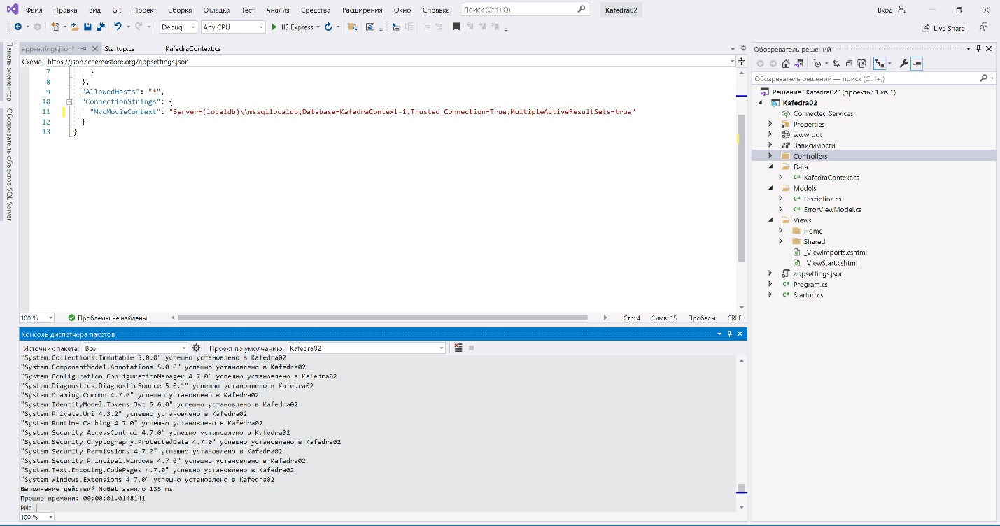 Файл Правка Вид Git Проект Сборка Отладка Тест Анализ Средства Расширения Окно Справка Поиск (Ctrl+Q) Kafedra02 Вход
Debug Any CPU IIS Express Live Share
Панель элементов
Обозреватель объектов SQL Server
appsettings.json* Startup.cs KafedraContext.cs
Схема: https://json.schemastore.org/appsettings.json
7 }
8 },
9 "AllowedHosts": "*",
10 "ConnectionStrings": {
11 "MvcMovieContext": "Server=(localdb)\\mssqllocaldb;Database=KafedraContext-1;Trusted_Connection=True;MultipleActiveResultSets=true"
12 }
13 }
100 % Проблемы не найдены. Стр: 4 Симв: 15 Пробелы CRLF
Консоль диспетчера пакетов
Источник пакета: Все Проект по умолчанию: Kafedra02
"System.Collections.Immutable 5.0.0" успешно установлено в Kafedra02
"System.ComponentModel.Annotations 5.0.0" успешно установлено в Kafedra02
"System.Configuration.ConfigurationManager 4.7.0" успешно установлено в Kafedra02
"System.Diagnostics.DiagnosticSource 5.0.1" успешно установлено в Kafedra02
"System.Drawing.Common 4.7.0" успешно установлено в Kafedra02
"System.IdentityModel.Tokens.Jwt 5.6.0" успешно установлено в Kafedra02
"System.Private.Uri 4.3.2" успешно установлено в Kafedra02
"System.Runtime.Caching 4.7.0" успешно установлено в Kafedra02
"System.Security.AccessControl 4.7.0" успешно установлено в Kafedra02
"System.Security.Cryptography.ProtectedData 4.7.0" успешно установлено в Kafedra02
"System.Security.Permissions 4.7.0" успешно установлено в Kafedra02
"System.Security.Principal.Windows 4.7.0" успешно установлено в Kafedra02
"System.Text.Encoding.CodePages 4.7.0" успешно установлено в Kafedra02
"System.Windows.Extensions 4.7.0" успешно установлено в Kafedra02
Выполнение действий NuGet заняло 135 ms
Прошло времени: 00:00:01.0148141
PM>
100 %
Обозреватель решений
Обозреватель решений — поиск (Ctrl+;)
Решение "Kafedra02" (проекты: 1 из 1)
Kafedra02
Connected Services
Properties
wwwroot
Зависимости
Controllers
Data
C# KafedraContext.cs
Models
C# Disziplina.cs
C# ErrorViewModel.cs
Views
Home
Shared
_ViewImports.cshtml
_ViewStart.cshtml
appsettings.json
C# Program.cs
C# Startup.cs